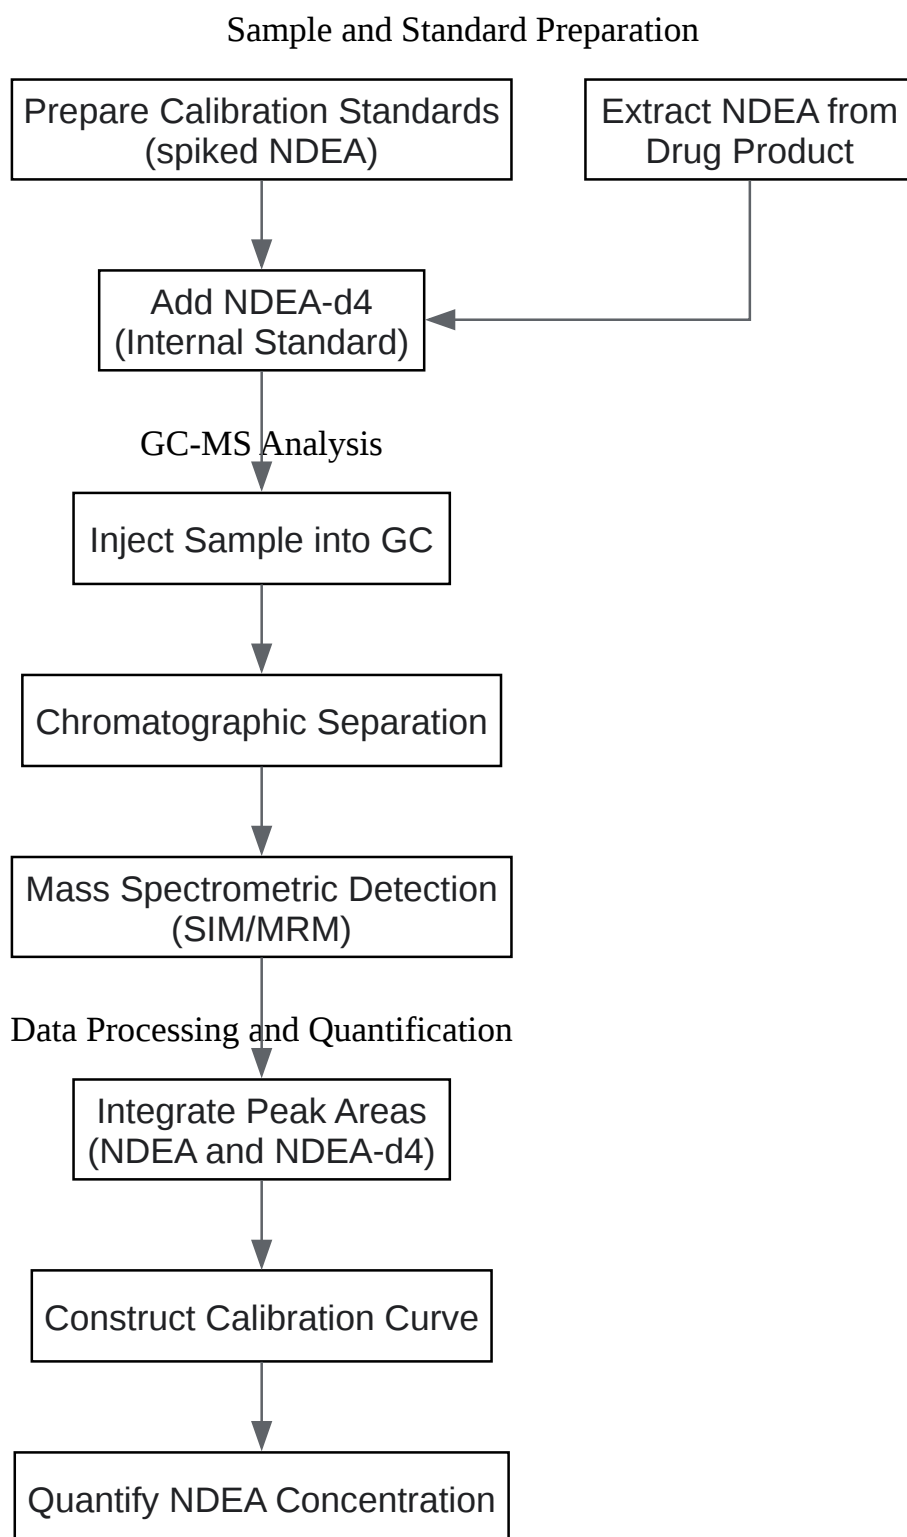 Sample and Standard Preparation
Prepare Calibration Standards
(spiked NDEA)
Extract NDEA from
Drug Product
Add NDEA-d4
(Internal Standard)
GC-MS Analysis
Inject Sample into GC
Chromatographic Separation
Mass Spectrometric Detection
(SIM/MRM)
Data Processing and Quantification
Integrate Peak Areas
(NDEA and NDEA-d4)
Construct Calibration Curve
Quantify NDEA Concentration